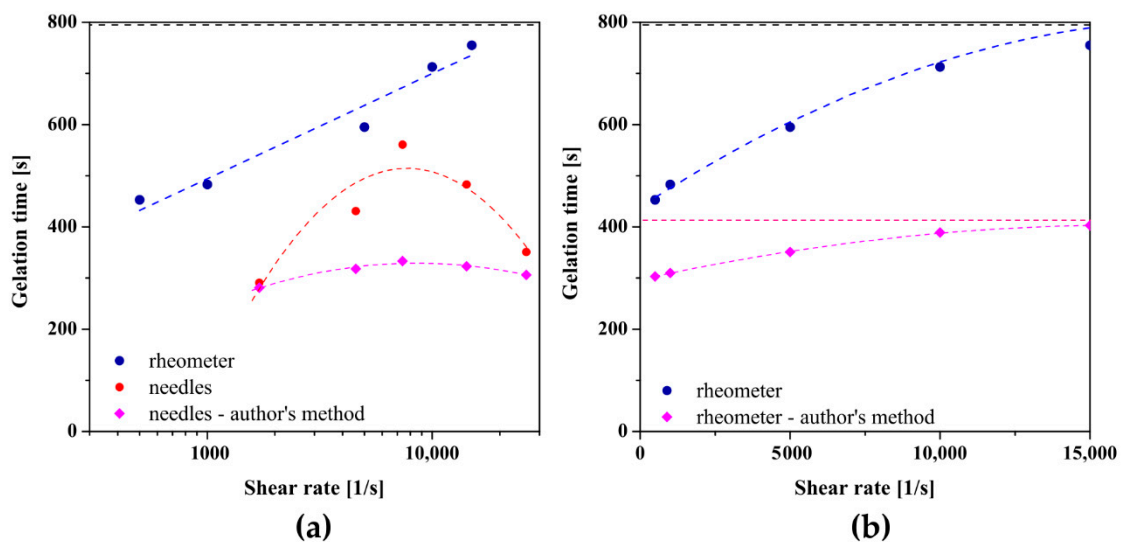 800
600
400
200
0
Gelation time [s]
rheometer
needles
needles - author's method
1000
10,000
Shear rate [1/s]
(a)
800
600
400
200
0
Gelation time [s]
rheometer
rheometer - author's method
0
5000
10,000
15,000
Shear rate [1/s]
(b)